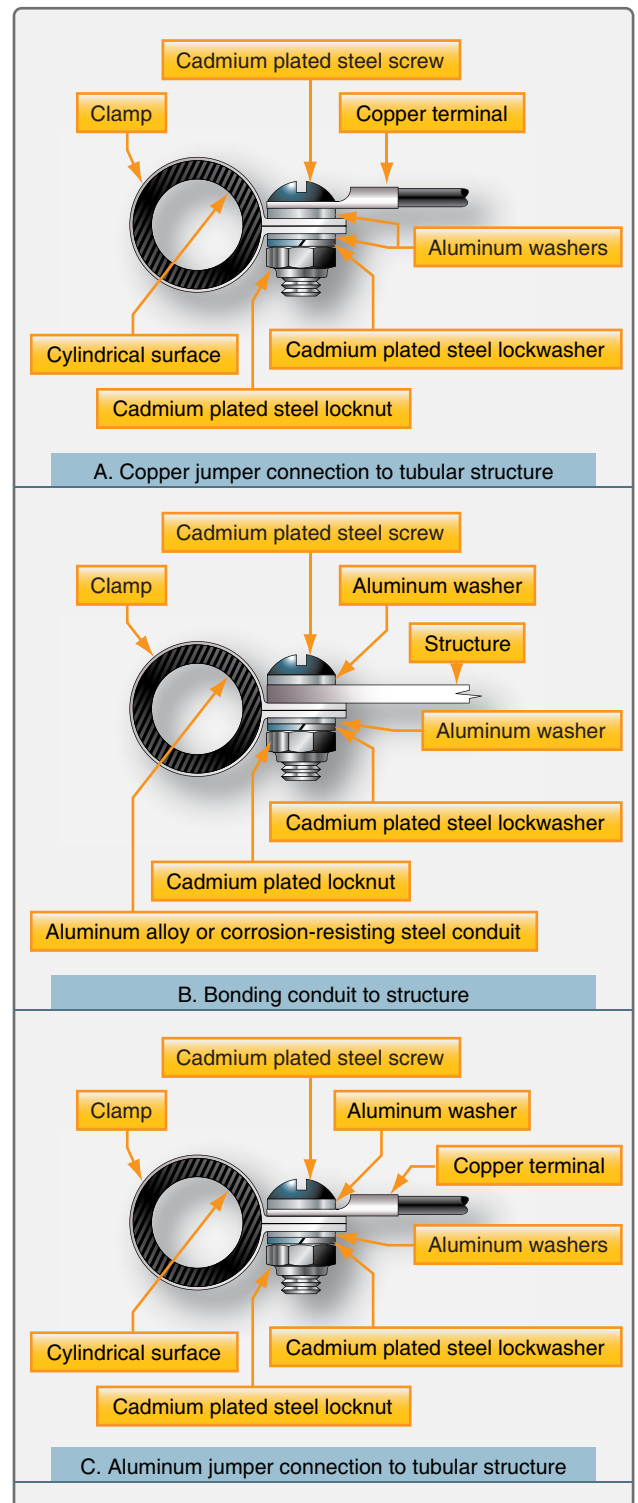 Cadmium plated steel screw
Clamp
Copper terminal
Aluminum washers
Cylindrical surface
Cadmium plated steel lockwasher
Cadmium plated steel locknut
A. Copper jumper connection to tubular structure
Cadmium plated steel screw
Clamp
Aluminum washer
Structure
Aluminum washer
Cadmium plated steel lockwasher
Cadmium plated locknut
Aluminum alloy or corrosion-resisting steel conduit
B. Bonding conduit to structure
Cadmium plated steel screw
Clamp
Aluminum washer
Copper terminal
Aluminum washers
Cylindrical surface
Cadmium plated steel lockwasher
Cadmium plated steel locknut
C. Aluminum jumper connection to tubular structure